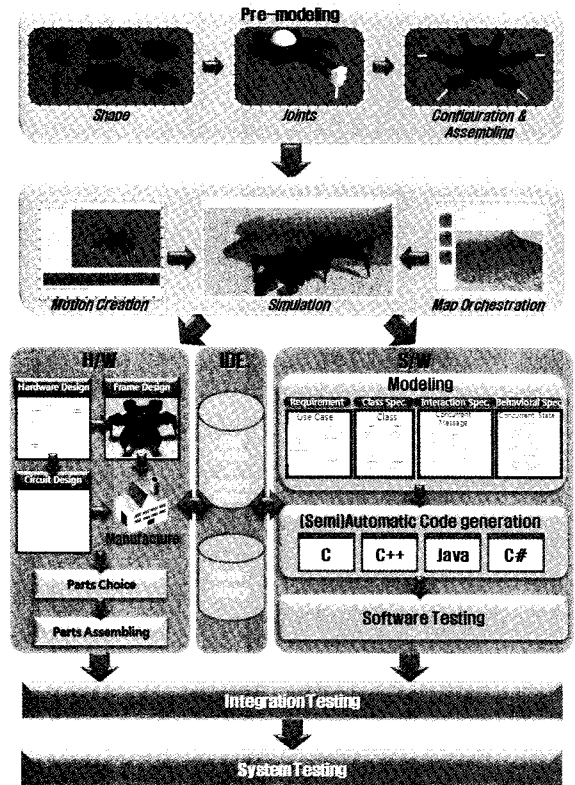 Pre-modeling
Shape
Joints
Configuration &
Assembling
Motion Creation
Simulation
Map Orchestration
H/W
IDE
S/W
Hardware Design
Frame Design
Circuit Design
Manufacture
Parts Choice
Parts Assembling
Modeling
Requirement
Class Spec.
Interaction Spec.
Behavioral Spec
Use Case
Class
Concurrent
Message
Concurrent State
(Semi)Automatic Code generation
C
C++
Java
C#
Software Testing
Integration Testing
System Testing